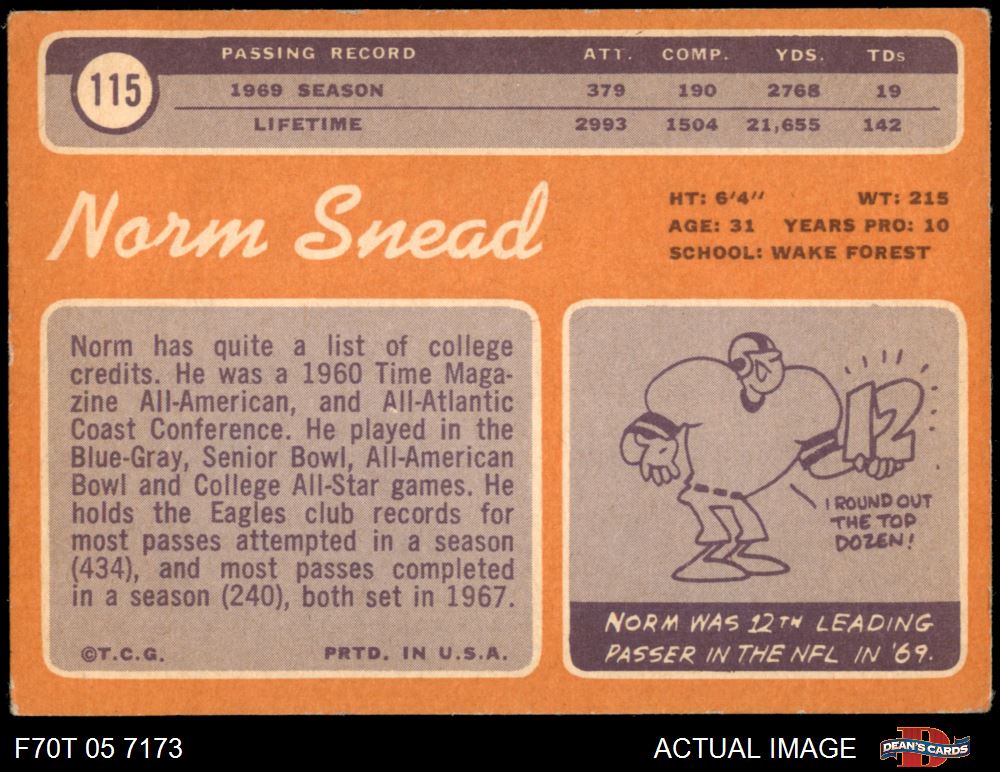 115
PASSING RECORD ATT. COMP. YDS. TDs
1969 SEASON 379 190 2768 19
LIFETIME 2993 1504 21,655 142
Norm Snead
HT: 6'4" WT: 215
AGE: 31 YEARS PRO: 10
SCHOOL: WAKE FOREST
Norm has quite a list of college
credits. He was a 1960 Time Maga-
zine All-American, and All-Atlantic
Coast Conference. He played in the
Blue-Gray, Senior Bowl, All-American
Bowl and College All-Star games. He
holds the Eagles club records for
most passes attempted in a season
(434), and most passes completed
in a season (240), both set in 1967.
©T.C.G. PRTD. IN U.S.A.
12
I ROUND OUT
THE TOP
DOZEN!
NORM WAS 12TH LEADING
PASSER IN THE NFL IN '69.
F70T 05 7173 ACTUAL IMAGE D DEAN'S CARDS